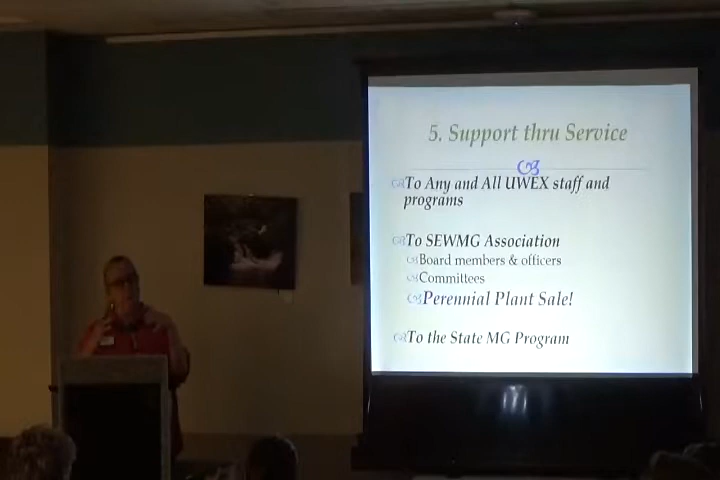 5. Support thru Service
To Any and All UWEX staff and
programs
To SEWMG Association
Board members & officers
Committees
Perennial Plant Sale!
To the State MG Program